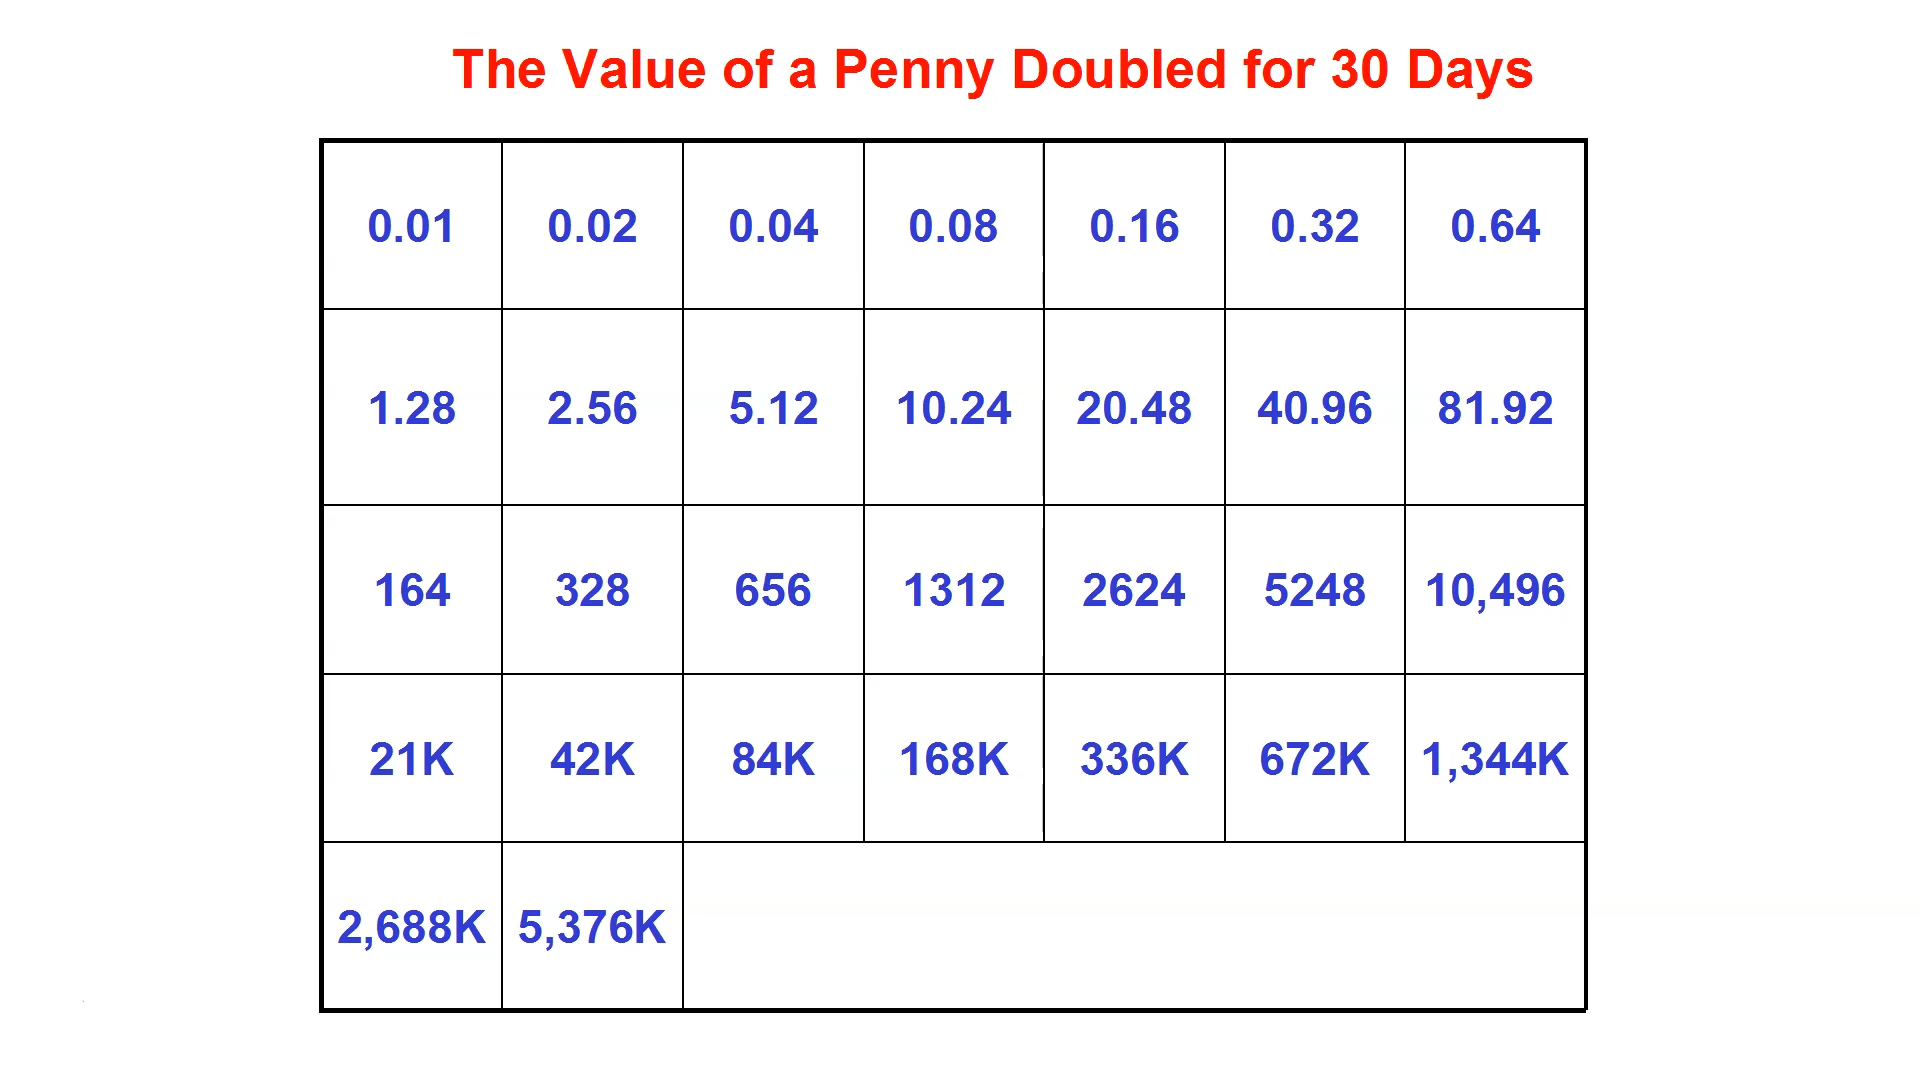 The Value of a Penny Doubled for 30 Days
0.01 0.02 0.04 0.08 0.16 0.32 0.64
1.28 2.56 5.12 10.24 20.48 40.96 81.92
164 328 656 1312 2624 5248 10,496
21K 42K 84K 168K 336K 672K 1,344K
2,688K 5,376K